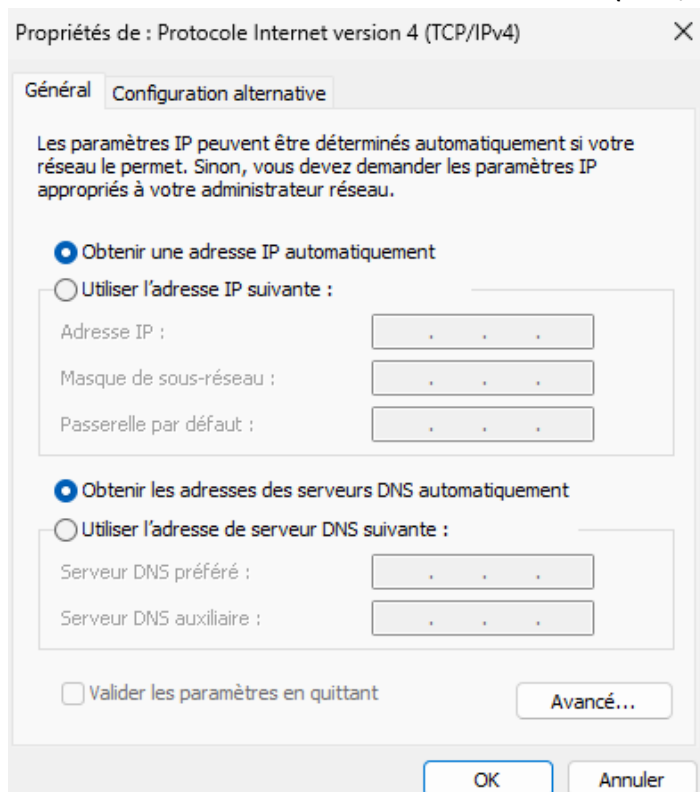 Propriétés de : Protocole Internet version 4 (TCP/IPv4)
Général Configuration alternative
Les paramètres IP peuvent être déterminés automatiquement si votre
réseau le permet. Sinon, vous devez demander les paramètres IP
appropriés à votre administrateur réseau.
Obtenir une adresse IP automatiquement
Utiliser l’adresse IP suivante :
Adresse IP : . . .
Masque de sous-réseau : . . .
Passerelle par défaut : . . .
Obtenir les adresses des serveurs DNS automatiquement
Utiliser l’adresse de serveur DNS suivante :
Serveur DNS préféré : . . .
Serveur DNS auxiliaire : . . .
Valider les paramètres en quittant
Avancé...
OK Annuler